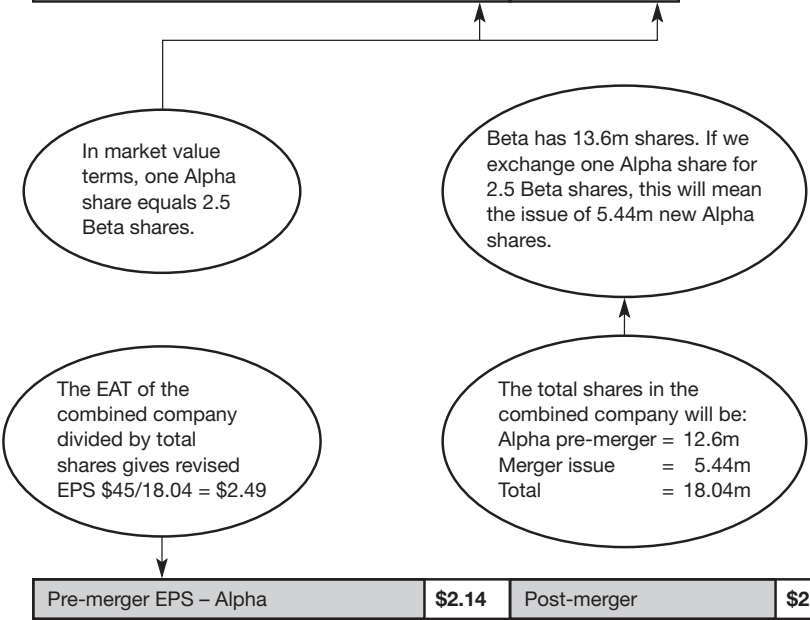 In market value
terms, one Alpha
share equals 2.5
Beta shares.
Beta has 13.6m shares. If we
exchange one Alpha share for
2.5 Beta shares, this will mean
the issue of 5.44m new Alpha
shares.
The EAT of the
combined company
divided by total
shares gives revised
EPS $45/18.04 = $2.49
The total shares in the
combined company will be:
Alpha pre-merger = 12.6m
Merger issue = 5.44m
Total = 18.04m
Pre-merger EPS – Alpha $2.14 Post-merger